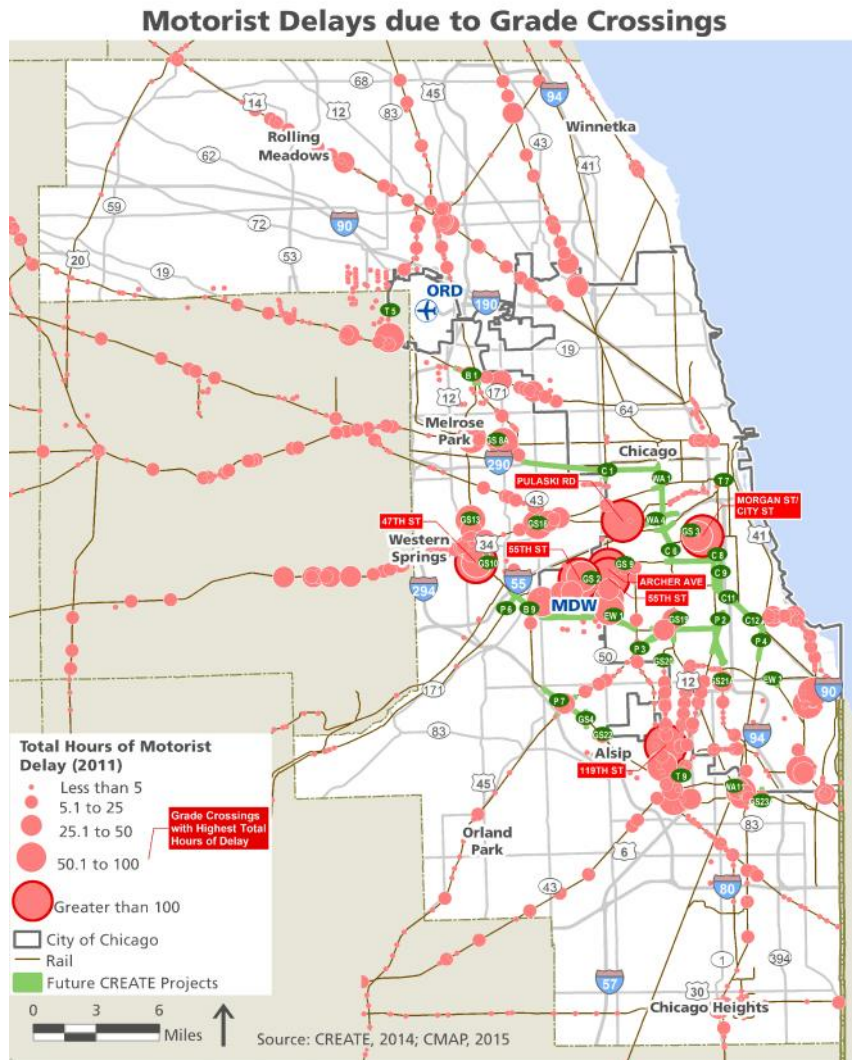 Motorist Delays due to Grade Crossings
68
45
94
14
12
83
43
Winnetka
Rolling
Meadows
41
62
59
72
90
53
20
19
ORD
190
T 5
19
B 1
171
12
64
Melrose
Park
GS 8A
Chicago
290
C 1
WA 1
T 7
PULASKI RD
43
MORGAN ST/
CITY ST
47TH ST
GS13
GS16
WA 4
GS 3
41
Western
Springs
34
GS10
55TH ST
C 6
C 8
GS 9
C 9
294
55
GS 2
ARCHER AVE
55TH ST
MDW
C11
P 6
B 9
EW 1
GS19
P 2
C12
P 4
50
P 3
GS20
12
GS21
171
90
P 7
83
GS4
GS22
94
Alsip
119TH ST
T 9
WA11
GS23
45
83
Orland
Park
6
43
80
1
394
57
30
Chicago Heights
Total Hours of Motorist
Delay (2011)
Less than 5
5.1 to 25
25.1 to 50
50.1 to 100
Greater than 100
Grade Crossings
with Highest Total
Hours of Delay
City of Chicago
Rail
Future CREATE Projects
0 3 6
Miles
Source: CREATE, 2014; CMAP, 2015